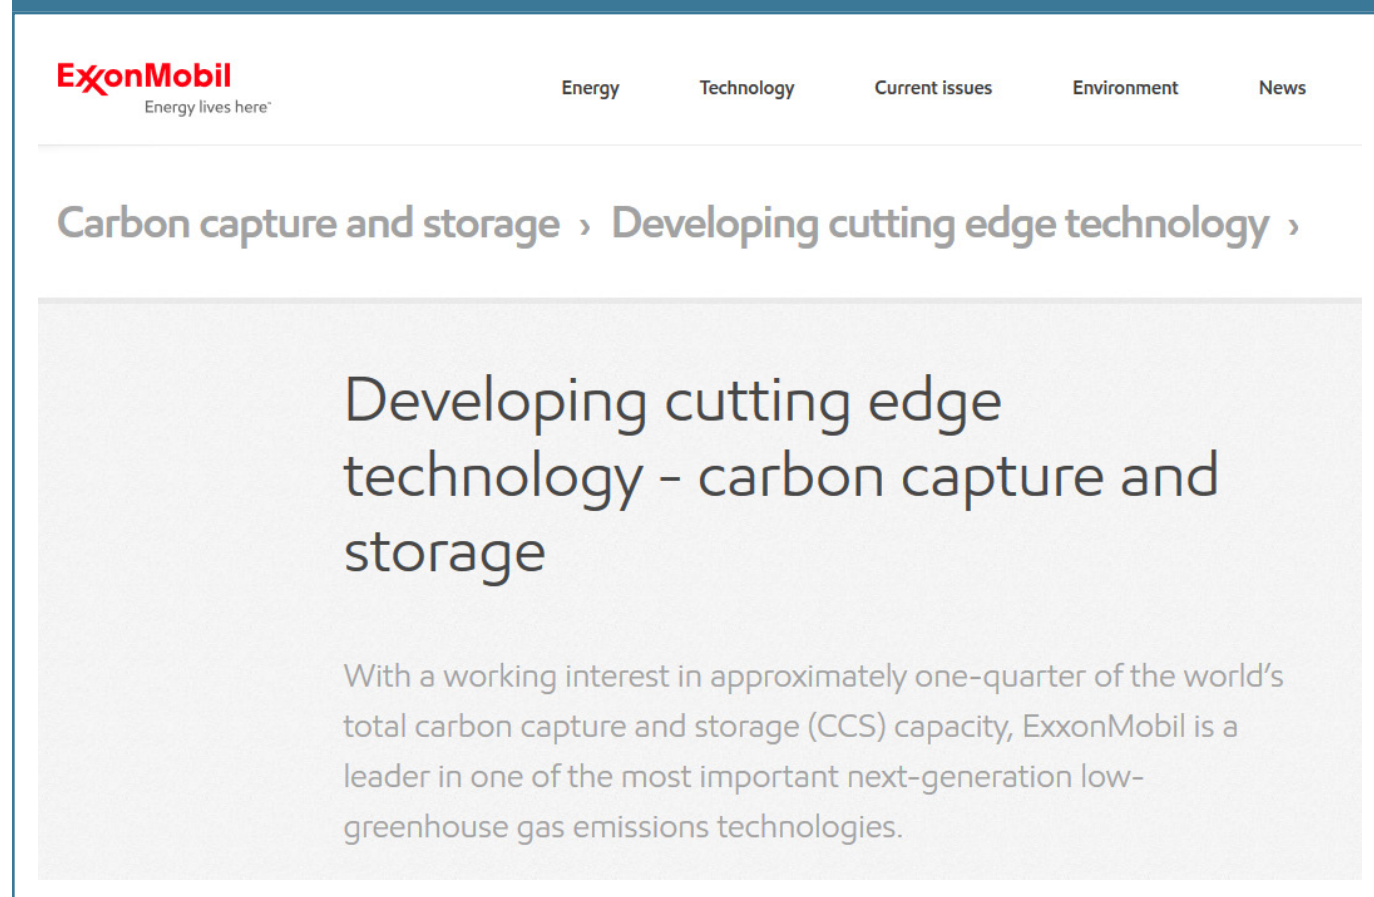 ExxonMobil
Energy lives here™
Energy Technology Current issues Environment News
Carbon capture and storage › Developing cutting edge technology ›
Developing cutting edge
technology - carbon capture and
storage
With a working interest in approximately one-quarter of the world’s
total carbon capture and storage (CCS) capacity, ExxonMobil is a
leader in one of the most important next-generation low-
greenhouse gas emissions technologies.